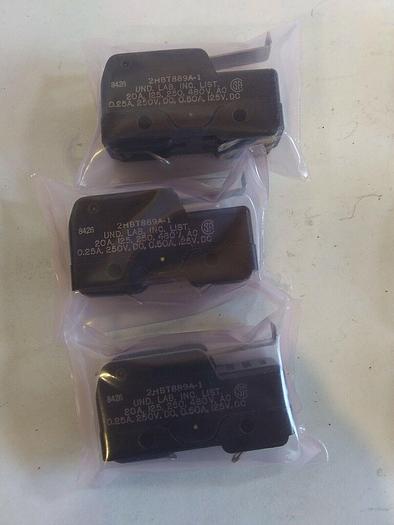 2HBT889A-1
8426 UND. LAB. INC. LIST.
20A, 125, 250, 480V, AC
0.25A, 250V, DC, 0.50A, 125V, DC
2HBT889A-1
8426 UND. LAB. INC. LIST.
20A, 125, 250, 480V, AC
0.25A, 250V, DC, 0.50A, 125V, DC
2HBT889A-1
8426 UND. LAB. INC. LIST.
20A, 125, 250, 480V, AC
0.25A, 250V, DC, 0.50A, 125V, DC